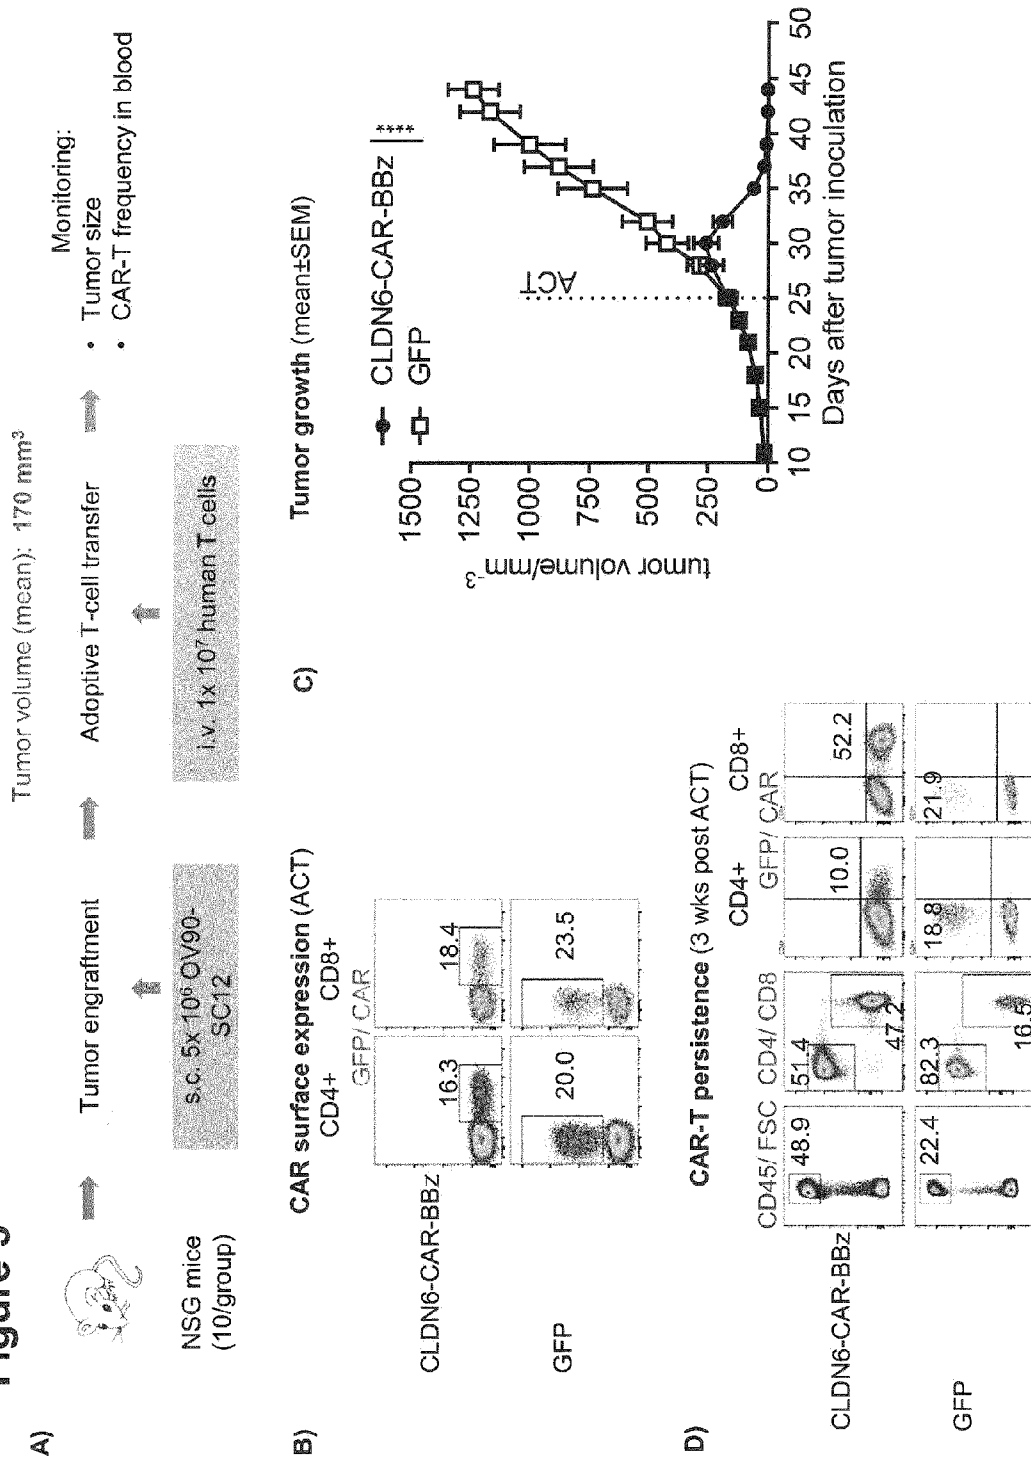 A)
Tumor volume (mean): 170 mm³
NSG mice
(10/group)
Tumor engraftment
s.c. 5x 10⁶ OV90-
SC12
Adoptive T-cell transfer
i.v. 1x 10⁷ human T cells
Monitoring:
• Tumor size
• CAR-T frequency in blood
B)
CAR surface expression (ACT)
CD4+ CD8+
GFP/ CAR
CLDN6-CAR-BBz
16.3 18.4
GFP
20.0 23.5
C)
Tumor growth (mean±SEM)
CLDN6-CAR-BBz
GFP
****
ACT
tumor volume/mm⁻³
1500
1250
1000
750
500
250
0
10 15 20 25 30 35 40 45 50
Days after tumor inoculation
D)
CAR-T persistence (3 wks post ACT)
CD4+ CD8+
CD45/ FSC CD4/ CD8 GFP/ CAR
CLDN6-CAR-BBz
48.9 51.4 47.2 10.0 52.2
GFP
22.4 82.3 16.5 18.8 21.9